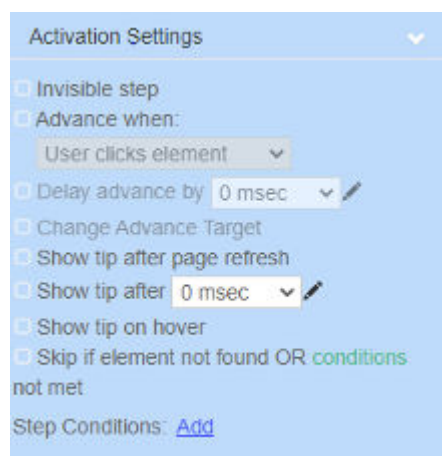 Activation Settings
Invisible step
Advance when:
User clicks element
Delay advance by 0 msec
Change Advance Target
Show tip after page refresh
Show tip after 0 msec
Show tip on hover
Skip if element not found OR conditions
not met
Step Conditions: Add